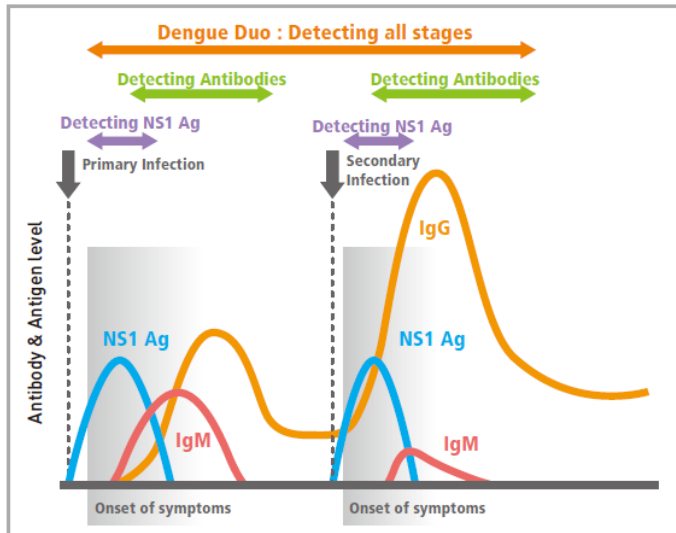 Dengue Duo : Detecting all stages
Detecting Antibodies
Detecting Antibodies
Detecting NS1 Ag
Detecting NS1 Ag
Primary Infection
Secondary
Infection
Antibody & Antigen level
IgG
NS1 Ag
NS1 Ag
IgM
IgM
Onset of symptoms
Onset of symptoms